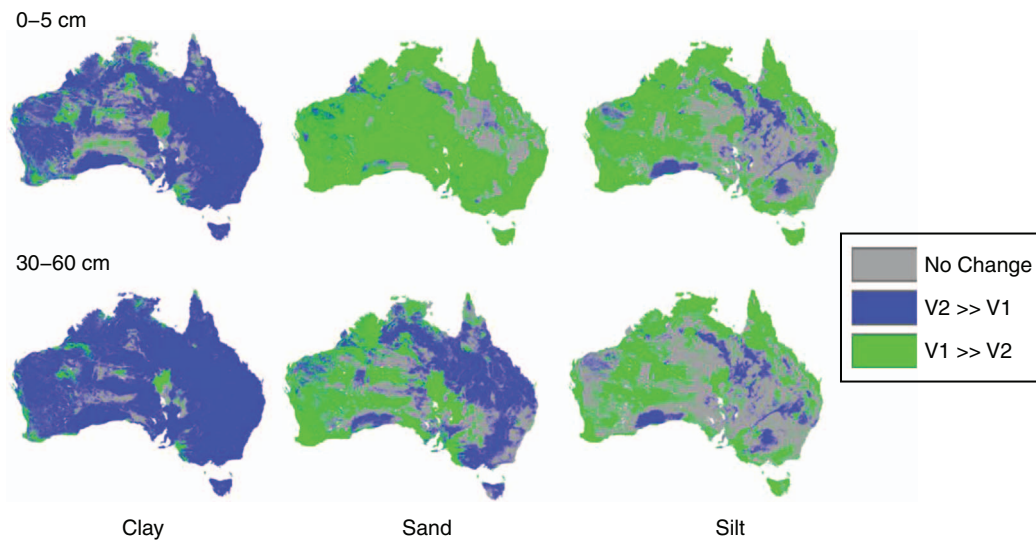 0–5 cm
30–60 cm
No Change
V2 >> V1
V1 >> V2
Clay
Sand
Silt